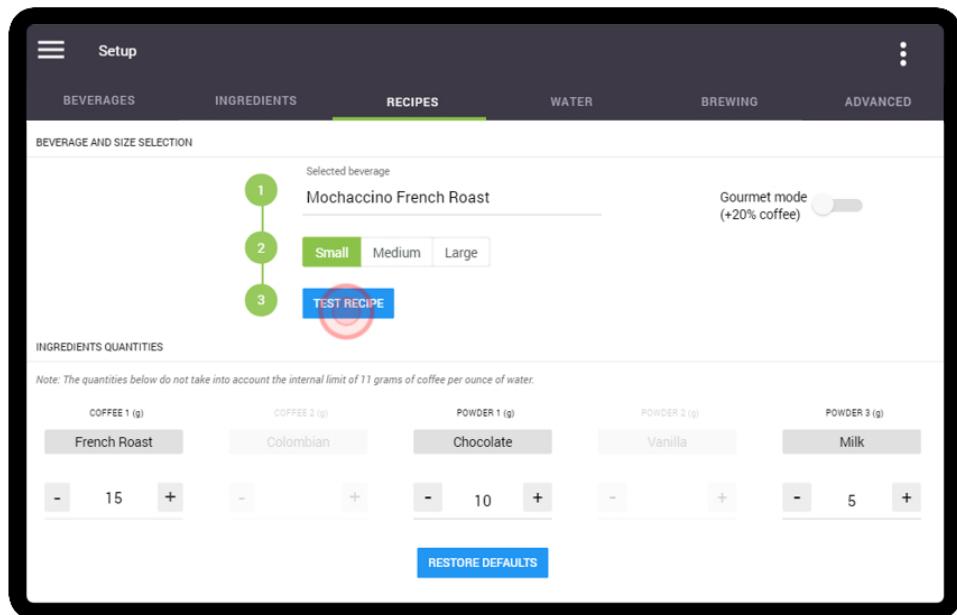 Setup
BEVERAGES INGREDIENTS RECIPES WATER BREWING ADVANCED
BEVERAGE AND SIZE SELECTION
Selected beverage
1 Mochaccino French Roast
Gourmet mode
(+20% coffee)
2 Small Medium Large
3 TEST RECIPE
INGREDIENTS QUANTITIES
Note: The quantities below do not take into account the internal limit of 11 grams of coffee per ounce of water.
COFFEE 1 (g) COFFEE 2 (g) POWDER 1 (g) POWDER 2 (g) POWDER 3 (g)
French Roast Colombian Chocolate Vanilla Milk
- 15 + - + - 10 + - + - 5 +
RESTORE DEFAULTS